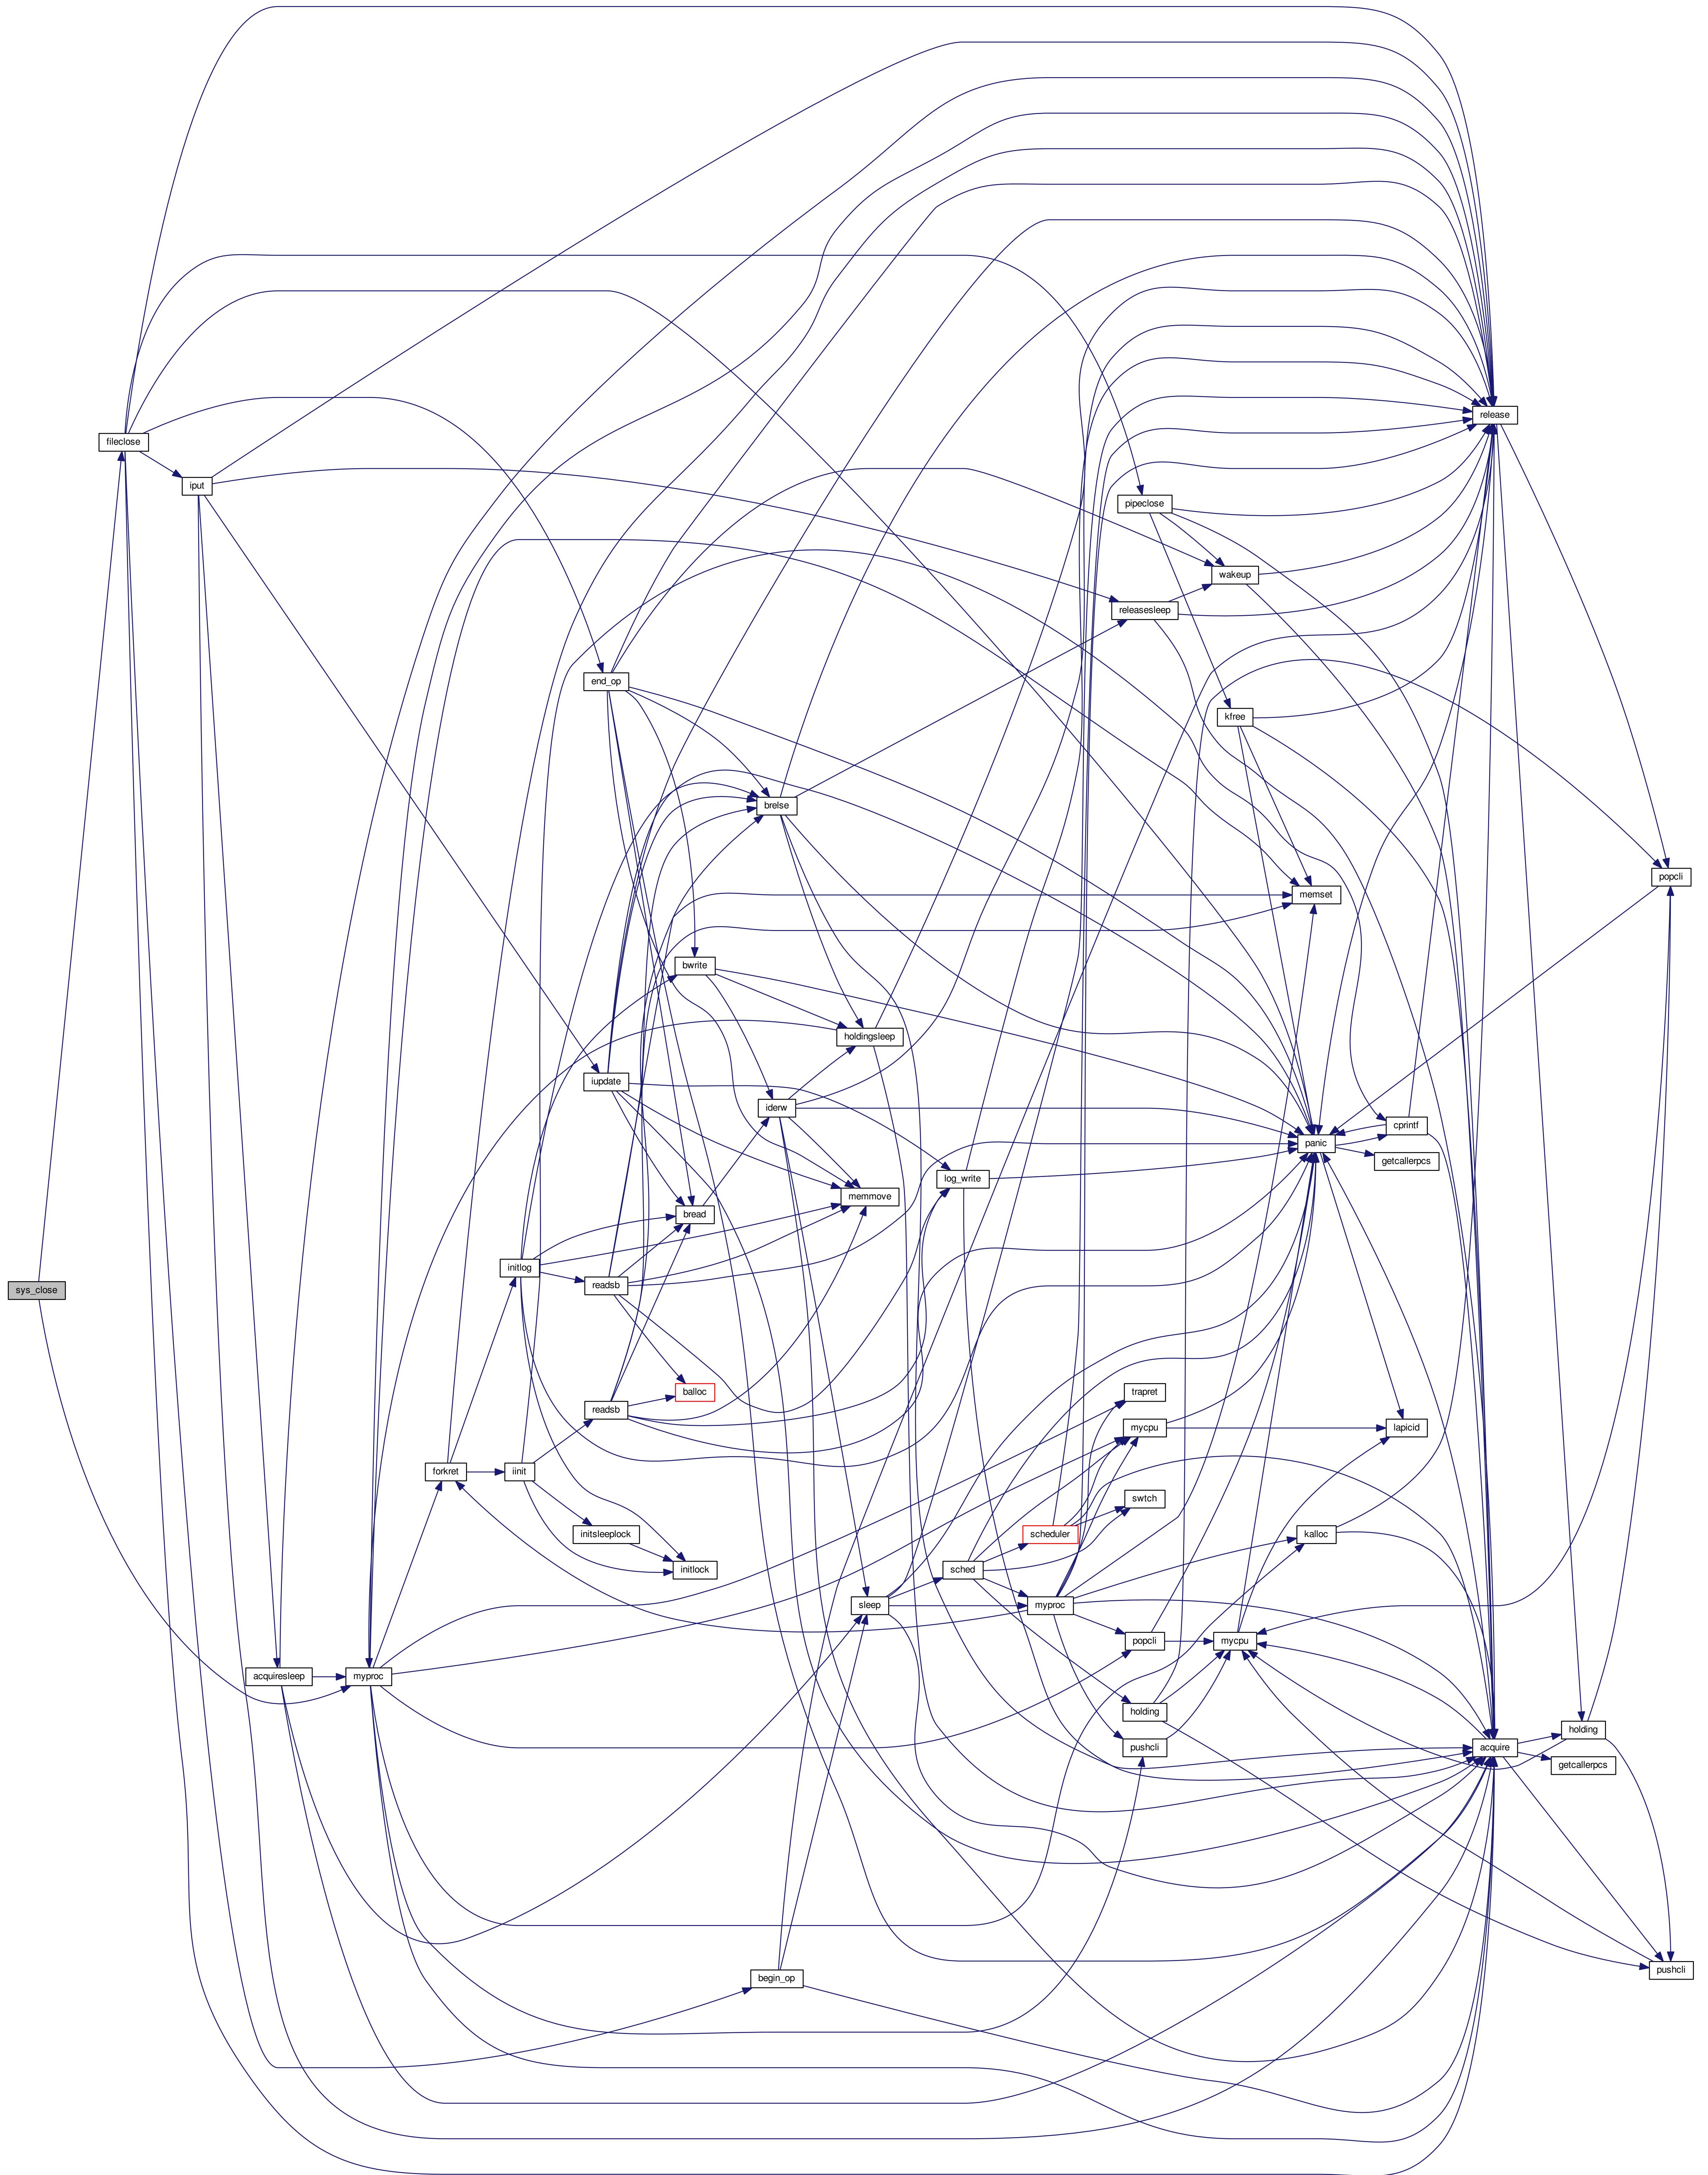 release
fileclose
iput
pipeclose
wakeup
releasesleep
end_op
kfree
brelse
popcli
memset
bwrite
holdingsleep
iupdate
iderw
cprintf
panic
getcallerpcs
log_write
memmove
bread
initlog
readsb
sys_close
balloc
trapret
readsb
mycpu
lapicid
forkret
iinit
swtch
initsleeplock
scheduler
kalloc
initlock
sched
sleep
myproc
popcli
mycpu
acquiresleep
myproc
holding
holding
pushcli
acquire
getcallerpcs
pushcli
begin_op